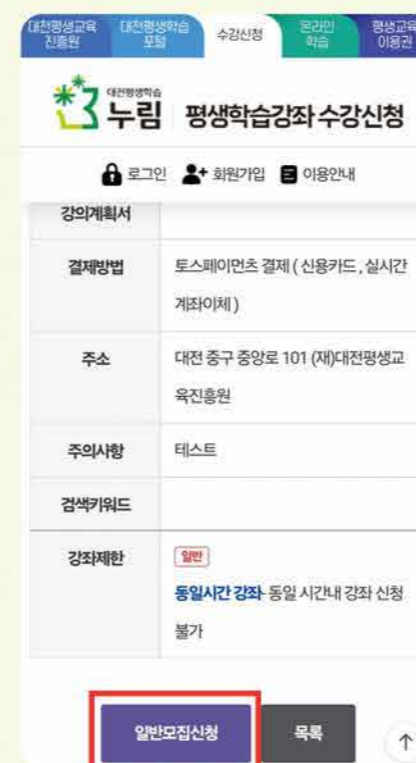 대전평생교육
진흥원
대전평생학습
포털
수강신청
온라인
학습
평생교육
이용권
대전평생학습
누림 평생학습강좌 수강신청
로그인 회원가입 이용안내
강의계획서
결제방법 토스페이먼츠 결제 ( 신용카드 , 실시간
계좌이체 )
주소 대전 중구 중앙로 101 (재)대전평생교
육진흥원
주의사항 테스트
검색키워드
강좌제한 일반
동일시간 강좌- 동일 시간내 강좌 신청
불가
일반모집신청 목록